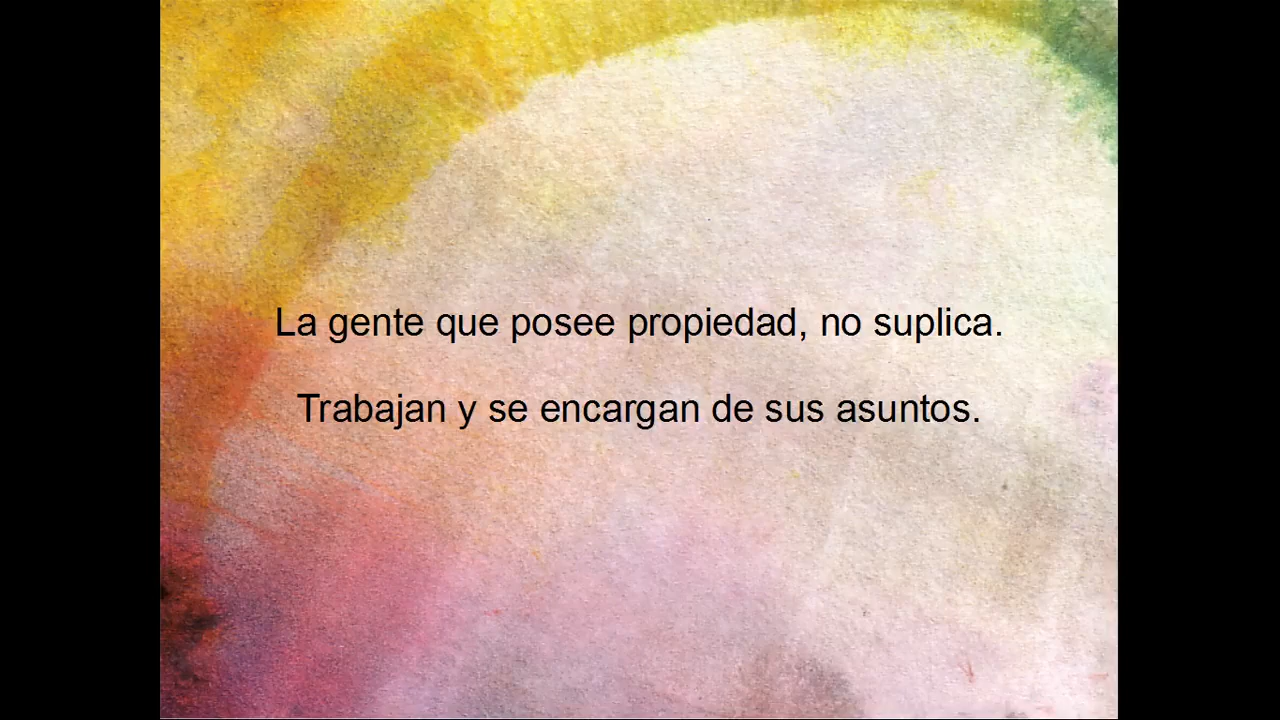 La gente que posee propiedad, no suplica.
Trabajan y se encargan de sus asuntos.